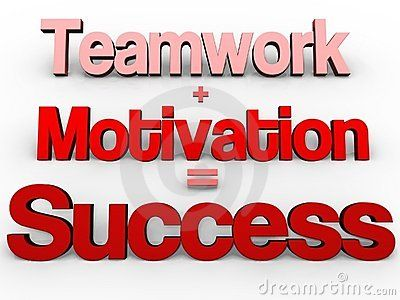 Teamwork
+
Motivation
=
Success
dreamstime.com